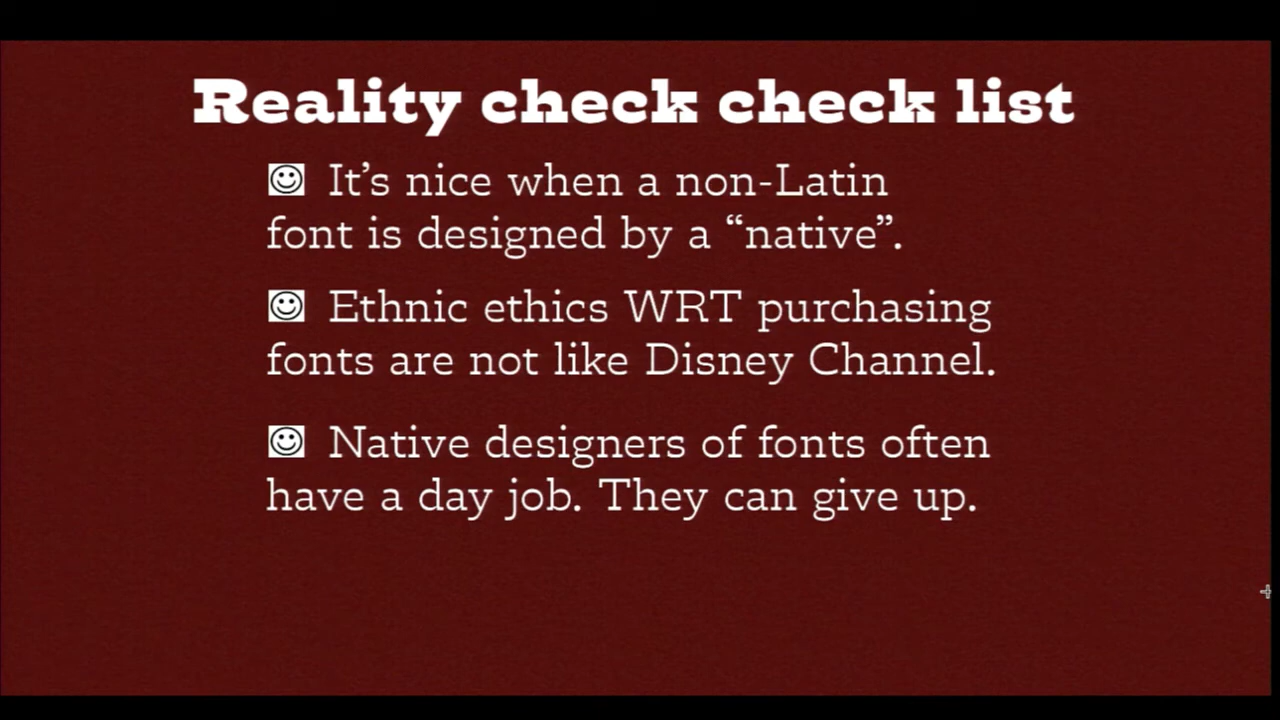 Reality check check list
It’s nice when a non-Latin
font is designed by a “native”.
Ethnic ethics WRT purchasing
fonts are not like Disney Channel.
Native designers of fonts often
have a day job. They can give up.